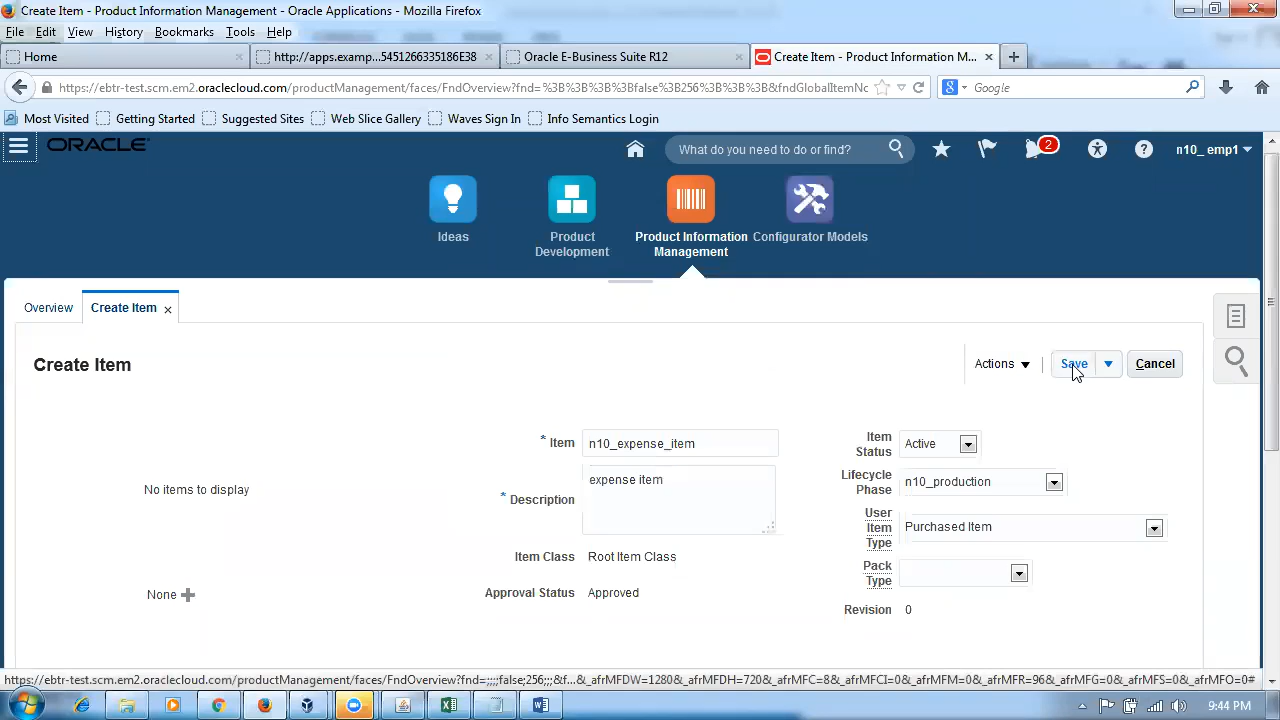 Create Item - Product Information Management - Oracle Applications - Mozilla Firefox
File Edit View History Bookmarks Tools Help
Home
http://apps.examp...5451266335186E38
Oracle E-Business Suite R12
Create Item - Product Information M...
https://ebtr-test.scm.em2.oraclecloud.com/productManagement/faces/FndOverview?fnd=%3B%3B%3B%3Bfalse%3B256%3B%3B%3B&fndGlobalItemNc
Google
Most Visited Getting Started Suggested Sites Web Slice Gallery Waves Sign In Info Semantics Corporation
ORACLE
What do you need to do or find?
2
n10_ emp1
Ideas
Product
Development
Product Information
Management
Configurator Models
Overview
Create Item
Create Item
Actions
Save
Cancel
No items to display
None
* Item n10_expense_item
* Description expense item
Item Class Root Item Class
Approval Status Approved
Item
Status
Active
Lifecycle
Phase
n10_production
User
Item
Type
Purchased Item
Pack
Type
Revision 0
https://ebtr-test.scm.em2.oraclecloud.com/productManagement/faces/FndOverview?fnd=;;;;false;256;;;&f..._afrMFDW=1280&_afrMFDH=720&_afrMFC=8&_afrMFCI=0&_afrMFM=0&_afrMFR=96&_afrMFG=0&_afrMFS=0&_afrMFO=0#
9:44 PM